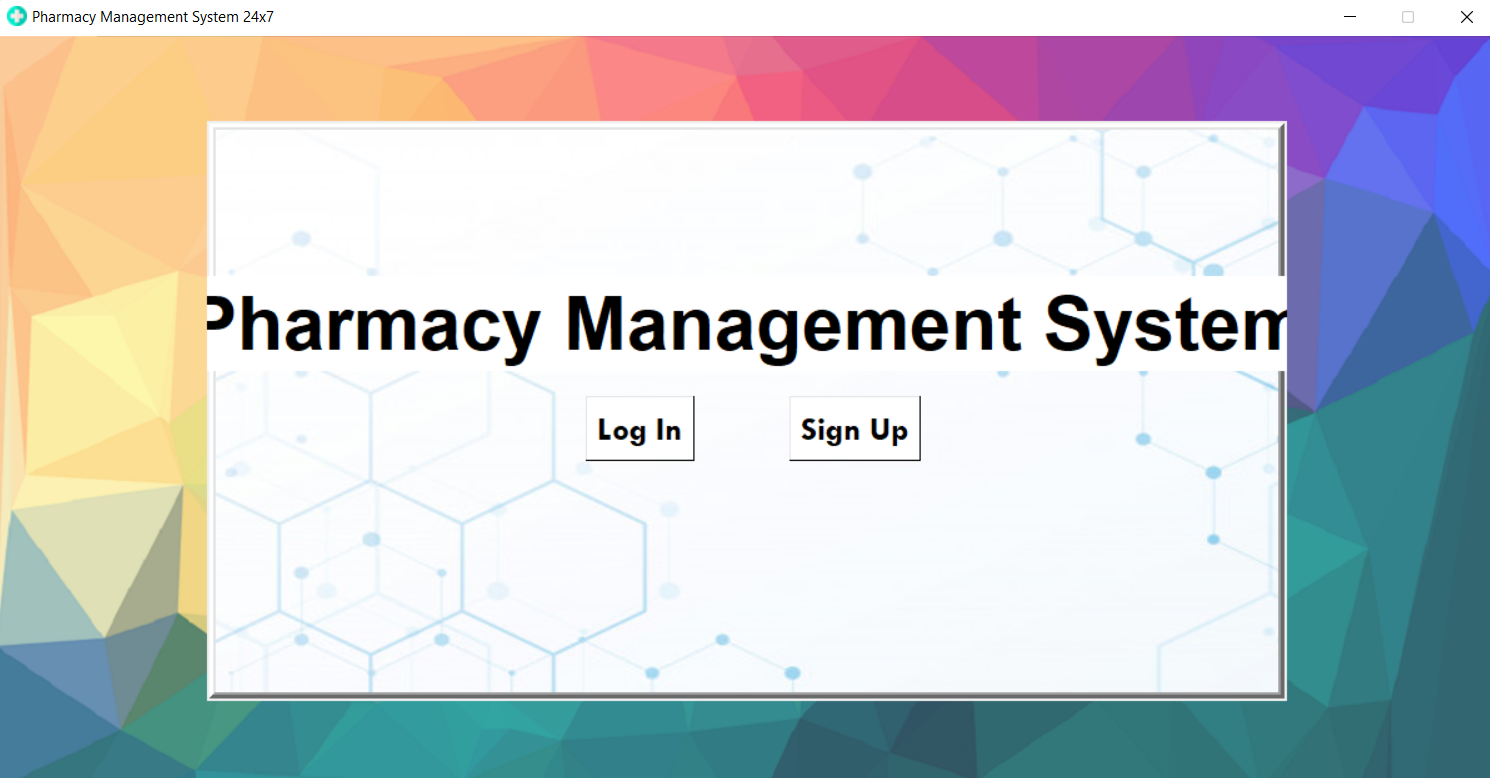 Pharmacy Management System 24x7
Pharmacy Management System
Log In
Sign Up